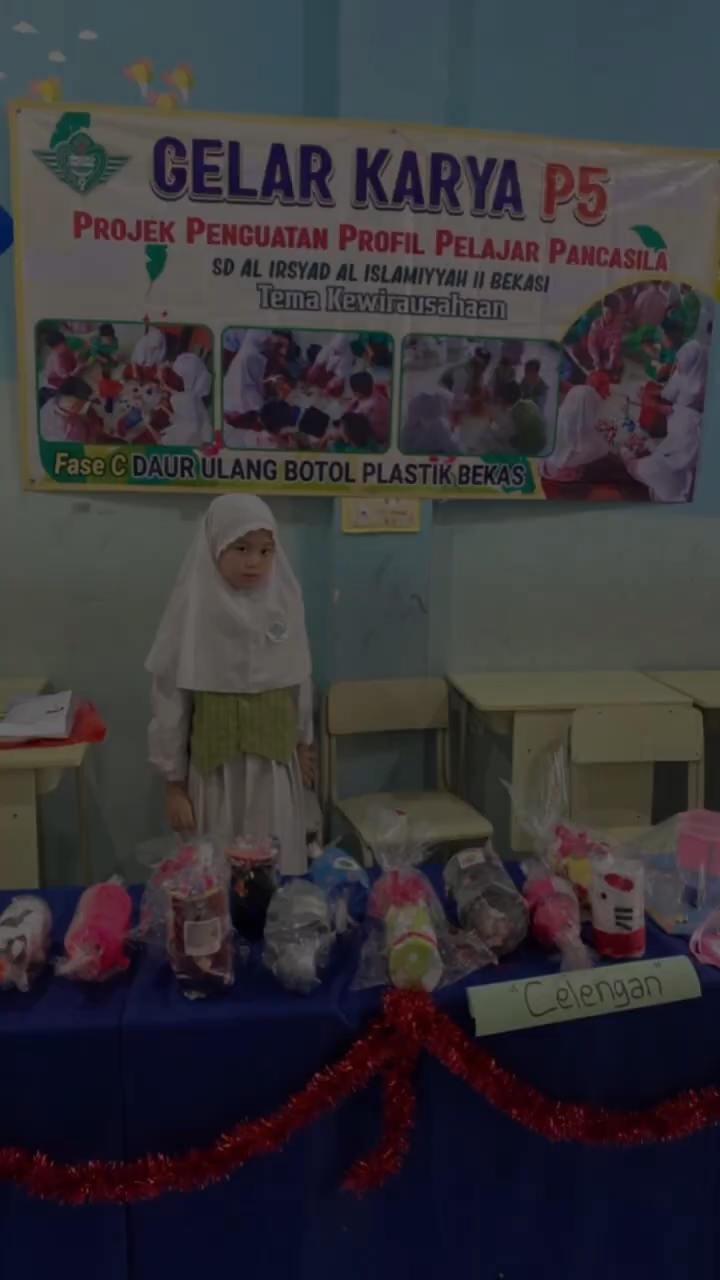 GELAR KARYA P5
PROJEK PENGUATAN PROFIL PELAJAR PANCASILA
SD AL IRSYAD AL ISLAMIYYAH II BEKASI
Tema Kewirausahaan
Fase C DAUR ULANG BOTOL PLASTIK BEKAS
"Celengan"